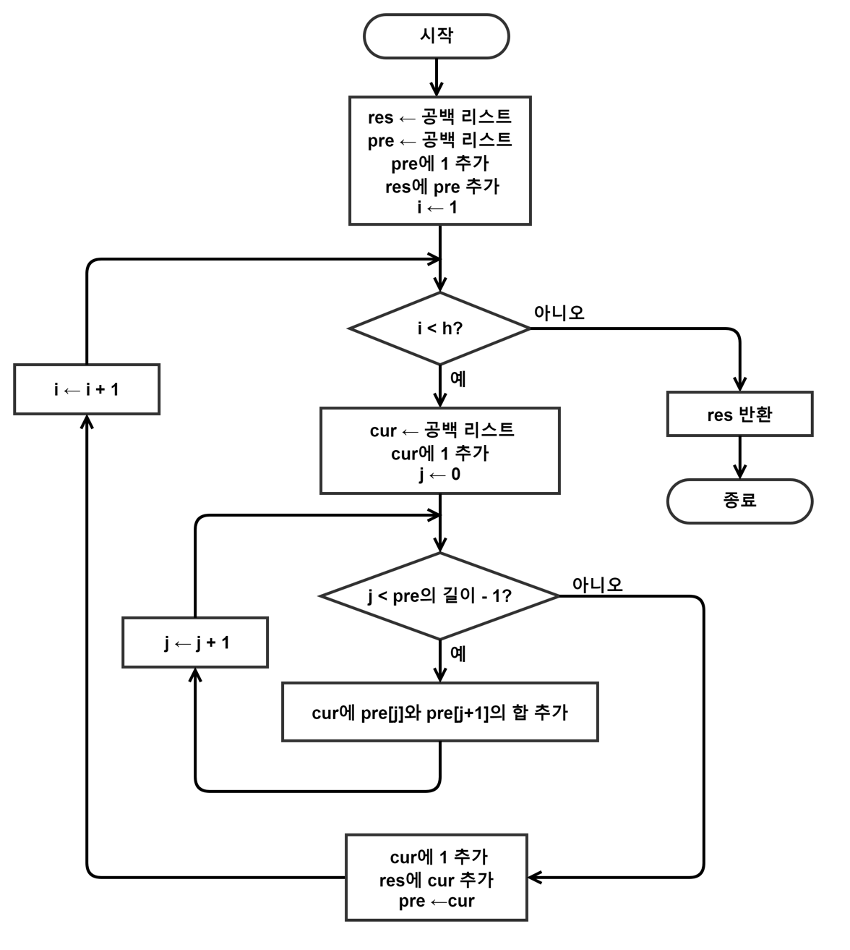 시작
res ← 공백 리스트
pre ← 공백 리스트
pre에 1 추가
res에 pre 추가
i ← 1
i < h?
아니오
예
i ← i + 1
res 반환
cur ← 공백 리스트
cur에 1 추가
j ← 0
종료
j < pre의 길이 - 1?
아니오
예
j ← j + 1
cur에 pre[j]와 pre[j+1]의 합 추가
cur에 1 추가
res에 cur 추가
pre ←cur